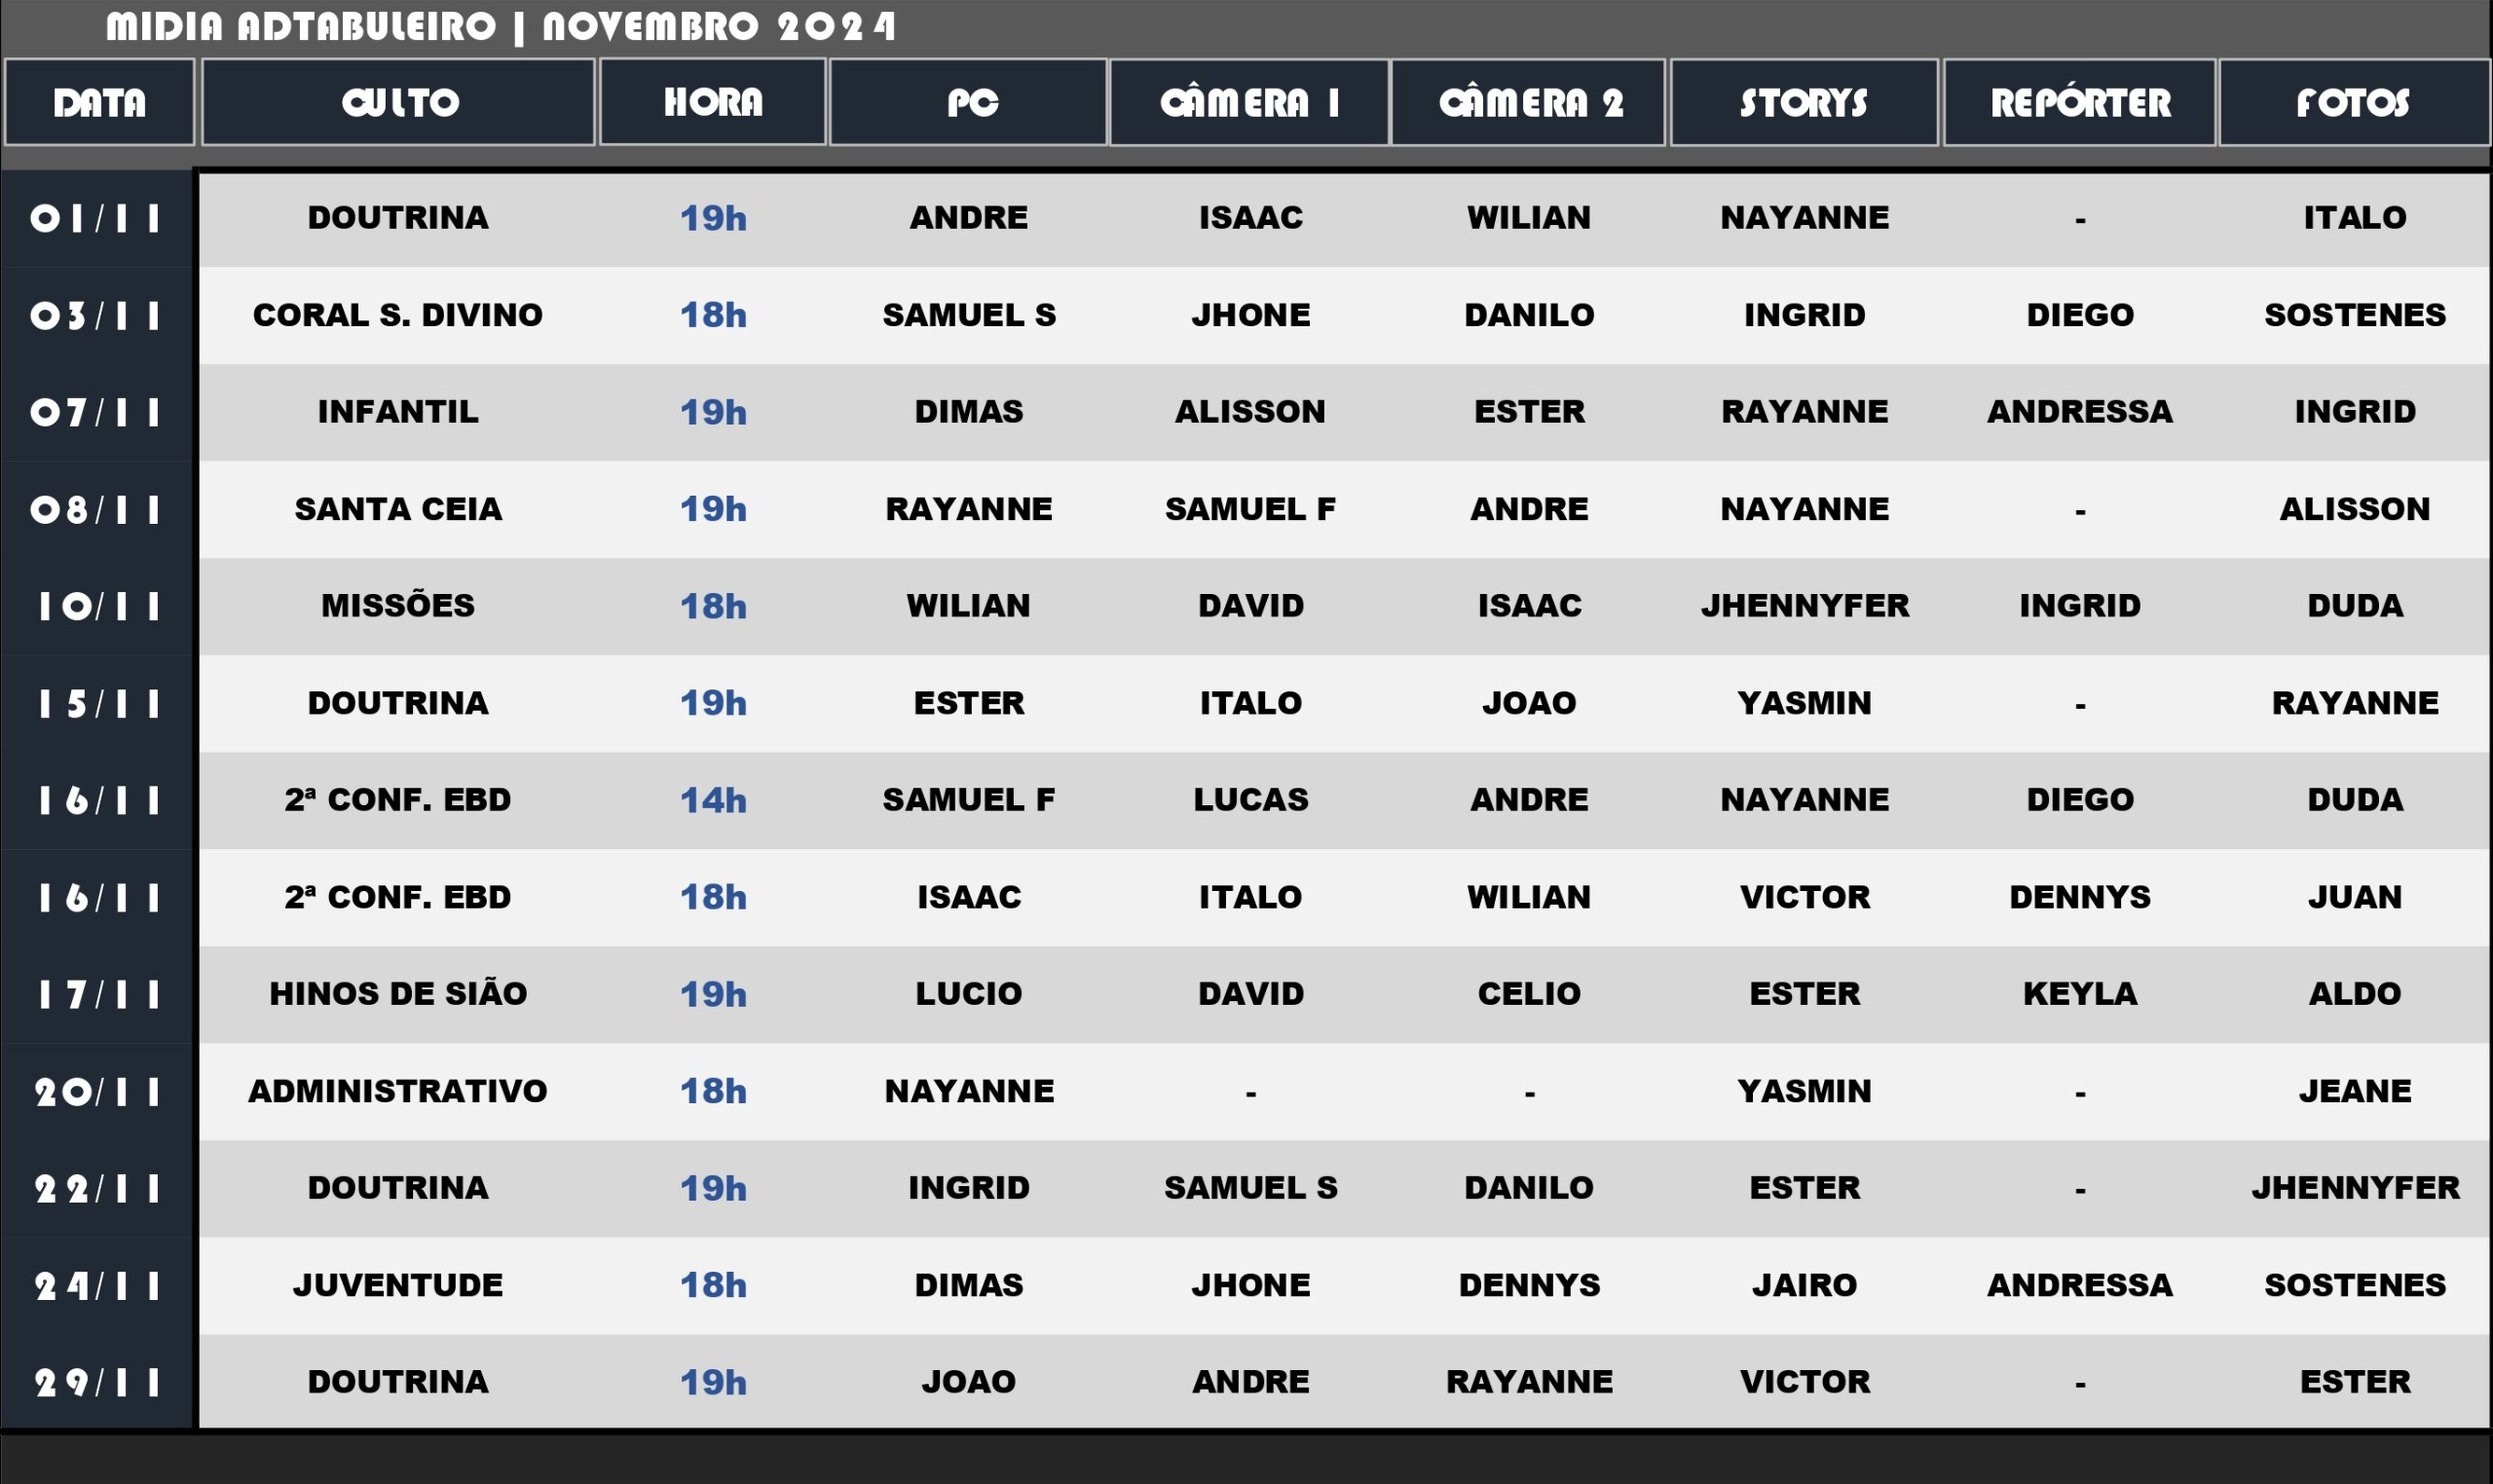 MIDIA ADTABULEIRO | NOVEMBRO 2024
DATA CULTO HORA PC CÂMERA 1 CÂMERA 2 STORYS REPÓRTER FOTOS
01/11 DOUTRINA 19h ANDRE ISAAC WILIAN NAYANNE - ITALO
03/11 CORAL S. DIVINO 18h SAMUEL S JHONE DANILO INGRID DIEGO SOSTENES
07/11 INFANTIL 19h DIMAS ALISSON ESTER RAYANNE ANDRESSA INGRID
08/11 SANTA CEIA 19h RAYANNE SAMUEL F ANDRE NAYANNE - ALISSON
10/11 MISSÕES 18h WILIAN DAVID ISAAC JHENNYFER INGRID DUDA
15/11 DOUTRINA 19h ESTER ITALO JOAO YASMIN - RAYANNE
16/11 2ª CONF. EBD 14h SAMUEL F LUCAS ANDRE NAYANNE DIEGO DUDA
16/11 2ª CONF. EBD 18h ISAAC ITALO WILIAN VICTOR DENNYS JUAN
17/11 HINOS DE SIÃO 19h LUCIO DAVID CELIO ESTER KEYLA ALDO
20/11 ADMINISTRATIVO 18h NAYANNE - - YASMIN - JEANE
22/11 DOUTRINA 19h INGRID SAMUEL S DANILO ESTER - JHENNYFER
24/11 JUVENTUDE 18h DIMAS JHONE DENNYS JAIRO ANDRESSA SOSTENES
29/11 DOUTRINA 19h JOAO ANDRE RAYANNE VICTOR - ESTER